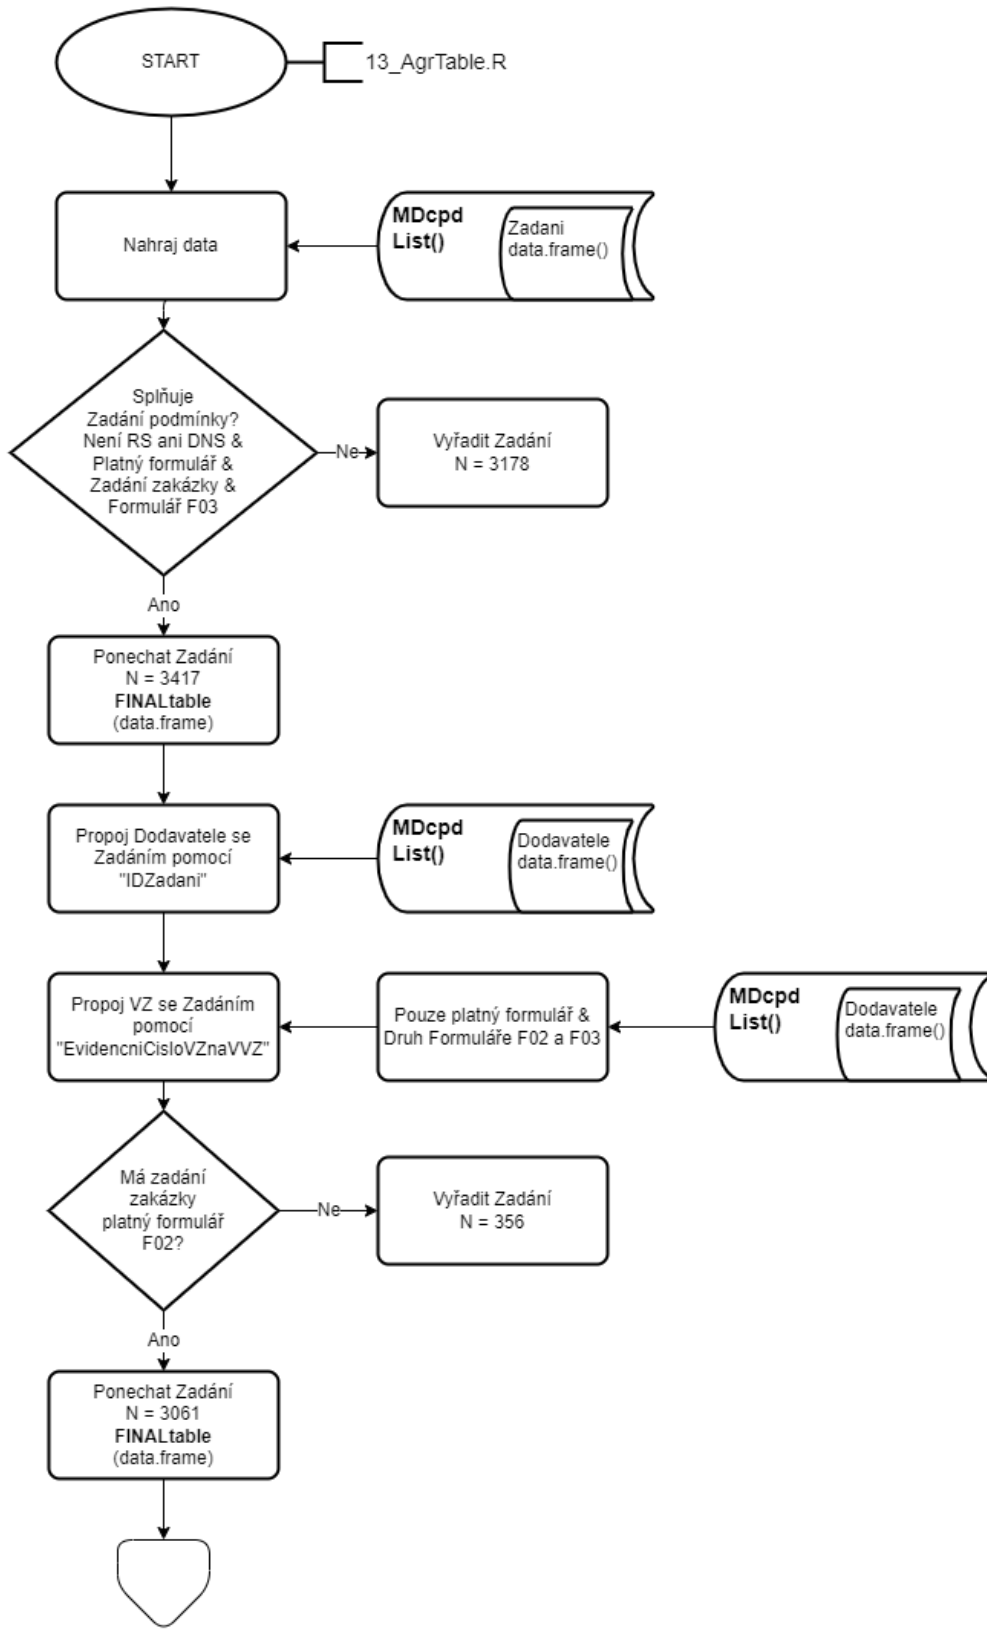 START
13_AgrTable.R
Nahraj data
MDcpd
List()
Zadani
data.frame()
Splňuje
Zadání podmínky?
Není RS ani DNS &
Platný formulář &
Zadání zakázky &
Formulář F03
Ne
Vyřadit Zadání
N = 3178
Ano
Ponechat Zadání
N = 3417
FINALtable
(data.frame)
Propoj Dodavatele se
Zadáním pomocí
"IDZadani"
MDcpd
List()
Dodavatele
data.frame()
Propoj VZ se Zadáním
pomocí
"EvidencniCisloVZnaVVZ"
Pouze platný formulář &
Druh Formuláře F02 a F03
MDcpd
List()
Dodavatele
data.frame()
Má zadání
zakázky
platný formulář
F02?
Ne
Vyřadit Zadání
N = 356
Ano
Ponechat Zadání
N = 3061
FINALtable
(data.frame)